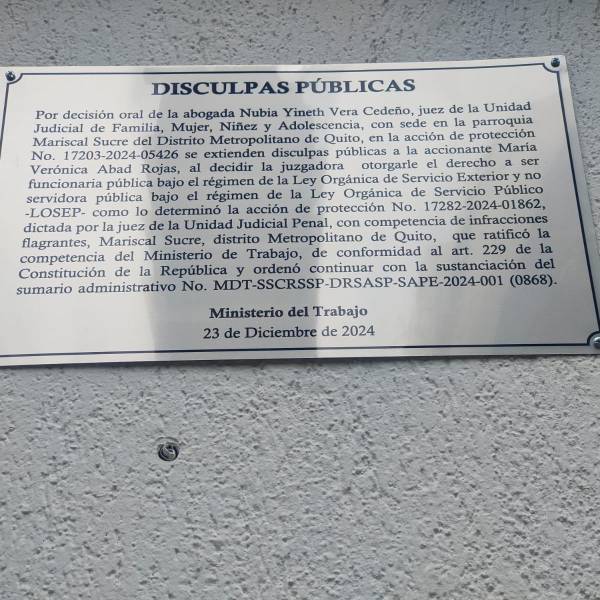 DISCULPAS PÚBLICAS
Por decisión oral de la abogada Nubia Yineth Vera Cedeño, juez de la Unidad
Judicial de Familia, Mujer, Niñez y Adolescencia, con sede en la parroquia
Mariscal Sucre del Distrito Metropolitano de Quito, en la acción de protección
No. 17203-2024-05426 se extienden disculpas públicas a la accionante María
Verónica Abad Rojas, al decidir la juzgadora otorgarle el derecho a ser
funcionaria pública bajo el régimen de la Ley Orgánica de Servicio Exterior y no
servidora pública bajo el régimen de la Ley Orgánica de Servicio Público
-LOSEP- como lo determinó la acción de protección No. 17282-2024-01862,
dictada por la juez de la Unidad Judicial Penal, con competencia de infracciones
flagrantes, Mariscal Sucre, distrito Metropolitano de Quito, que ratificó la
competencia del Ministerio de Trabajo, de conformidad al art. 229 de la
Constitución de la República y ordenó continuar con la sustanciación del
sumario administrativo No. MDT-SSCRSSP-DRSASP-SAPE-2024-001 (0868).
Ministerio del Trabajo
23 de Diciembre de 2024